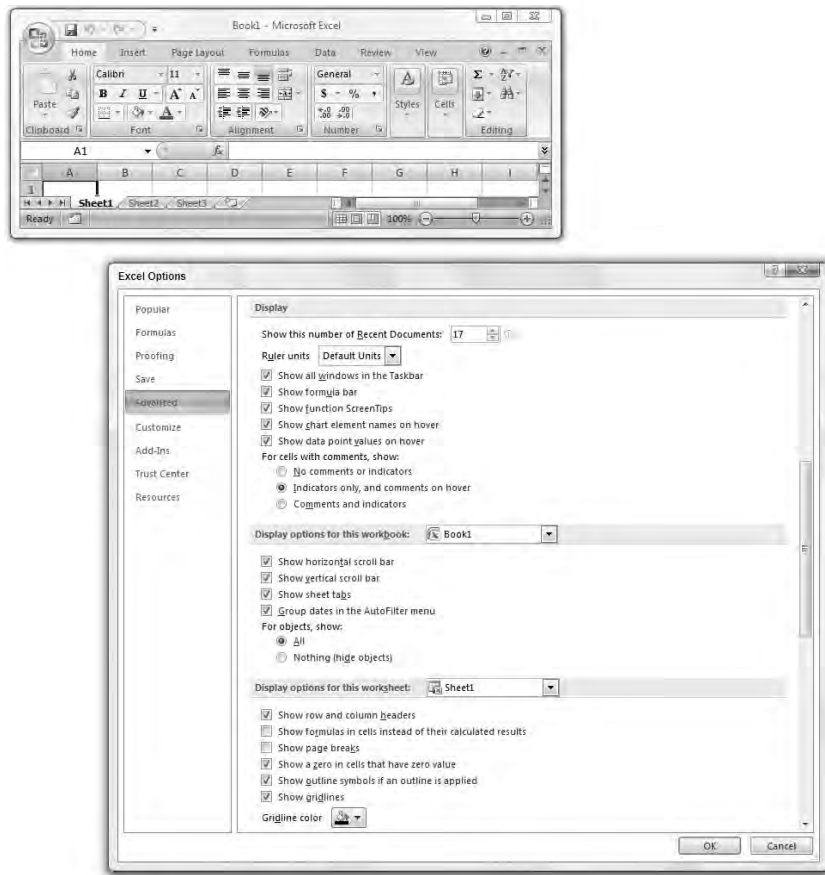 Book1 - Microsoft Excel
Home Insert Page Layout Formulas Data Review View
Calibri 11 General
B I U A A $ - % ,
Paste Styles Cells
Clipboard Font Alignment Number Editing
A1 fx
A B C D E F G H I
1
Sheet1 Sheet2 Sheet3
Ready 100%
Excel Options
Popular
Formulas
Proofing
Save
Advanced
Customize
Add-Ins
Trust Center
Resources
Display
Show this number of Recent Documents: 17
Ruler units Default Units
Show all windows in the Taskbar
Show formula bar
Show function ScreenTips
Show chart element names on hover
Show data point values on hover
For cells with comments, show:
No comments or indicators
Indicators only, and comments on hover
Comments and indicators
Display options for this workbook: Book1
Show horizontal scroll bar
Show vertical scroll bar
Show sheet tabs
Group dates in the AutoFilter menu
For objects, show:
All
Nothing (hide objects)
Display options for this worksheet: Sheet1
Show row and column headers
Show formulas in cells instead of their calculated results
Show page breaks
Show a zero in cells that have zero value
Show outline symbols if an outline is applied
Show gridlines
Gridline color
OK Cancel